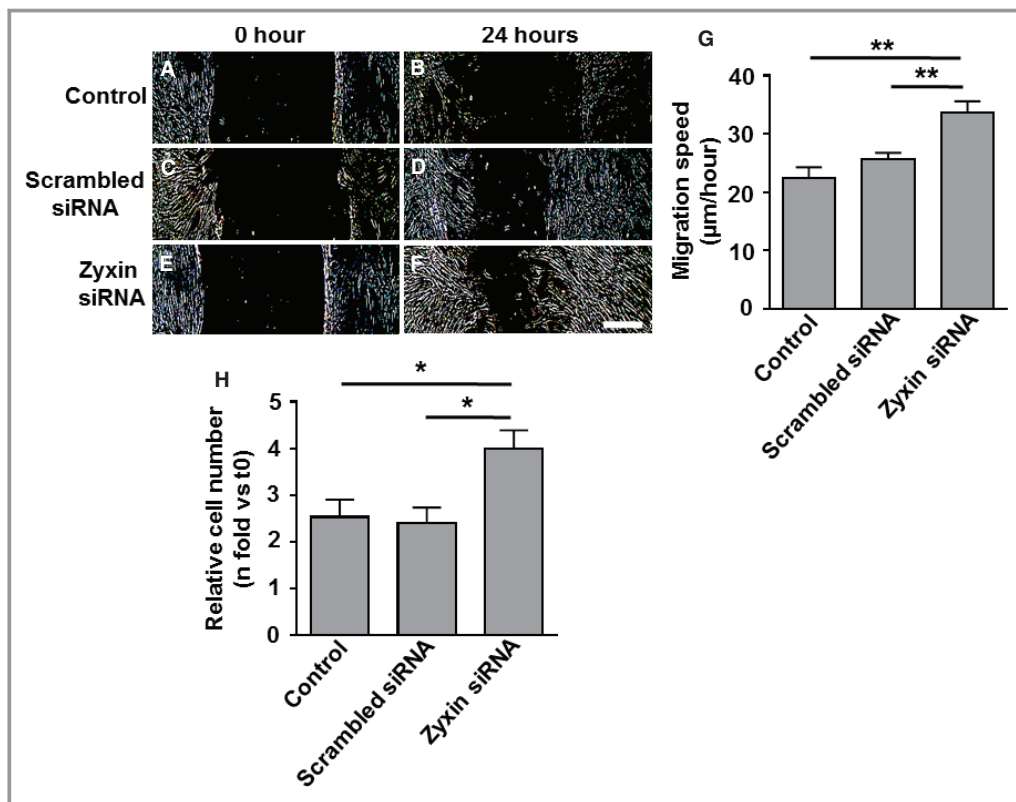 0 hour
24 hours
Control
Scrambled
siRNA
Zyxin
siRNA
A
B
C
D
E
F
G
**
**
Migration speed
(µm/hour)
40
30
20
10
0
Control
Scrambled siRNA
Zyxin siRNA
H
*
*
Relative cell number
(n fold vs t0)
5
4
3
2
1
0
Control
Scrambled siRNA
Zyxin siRNA